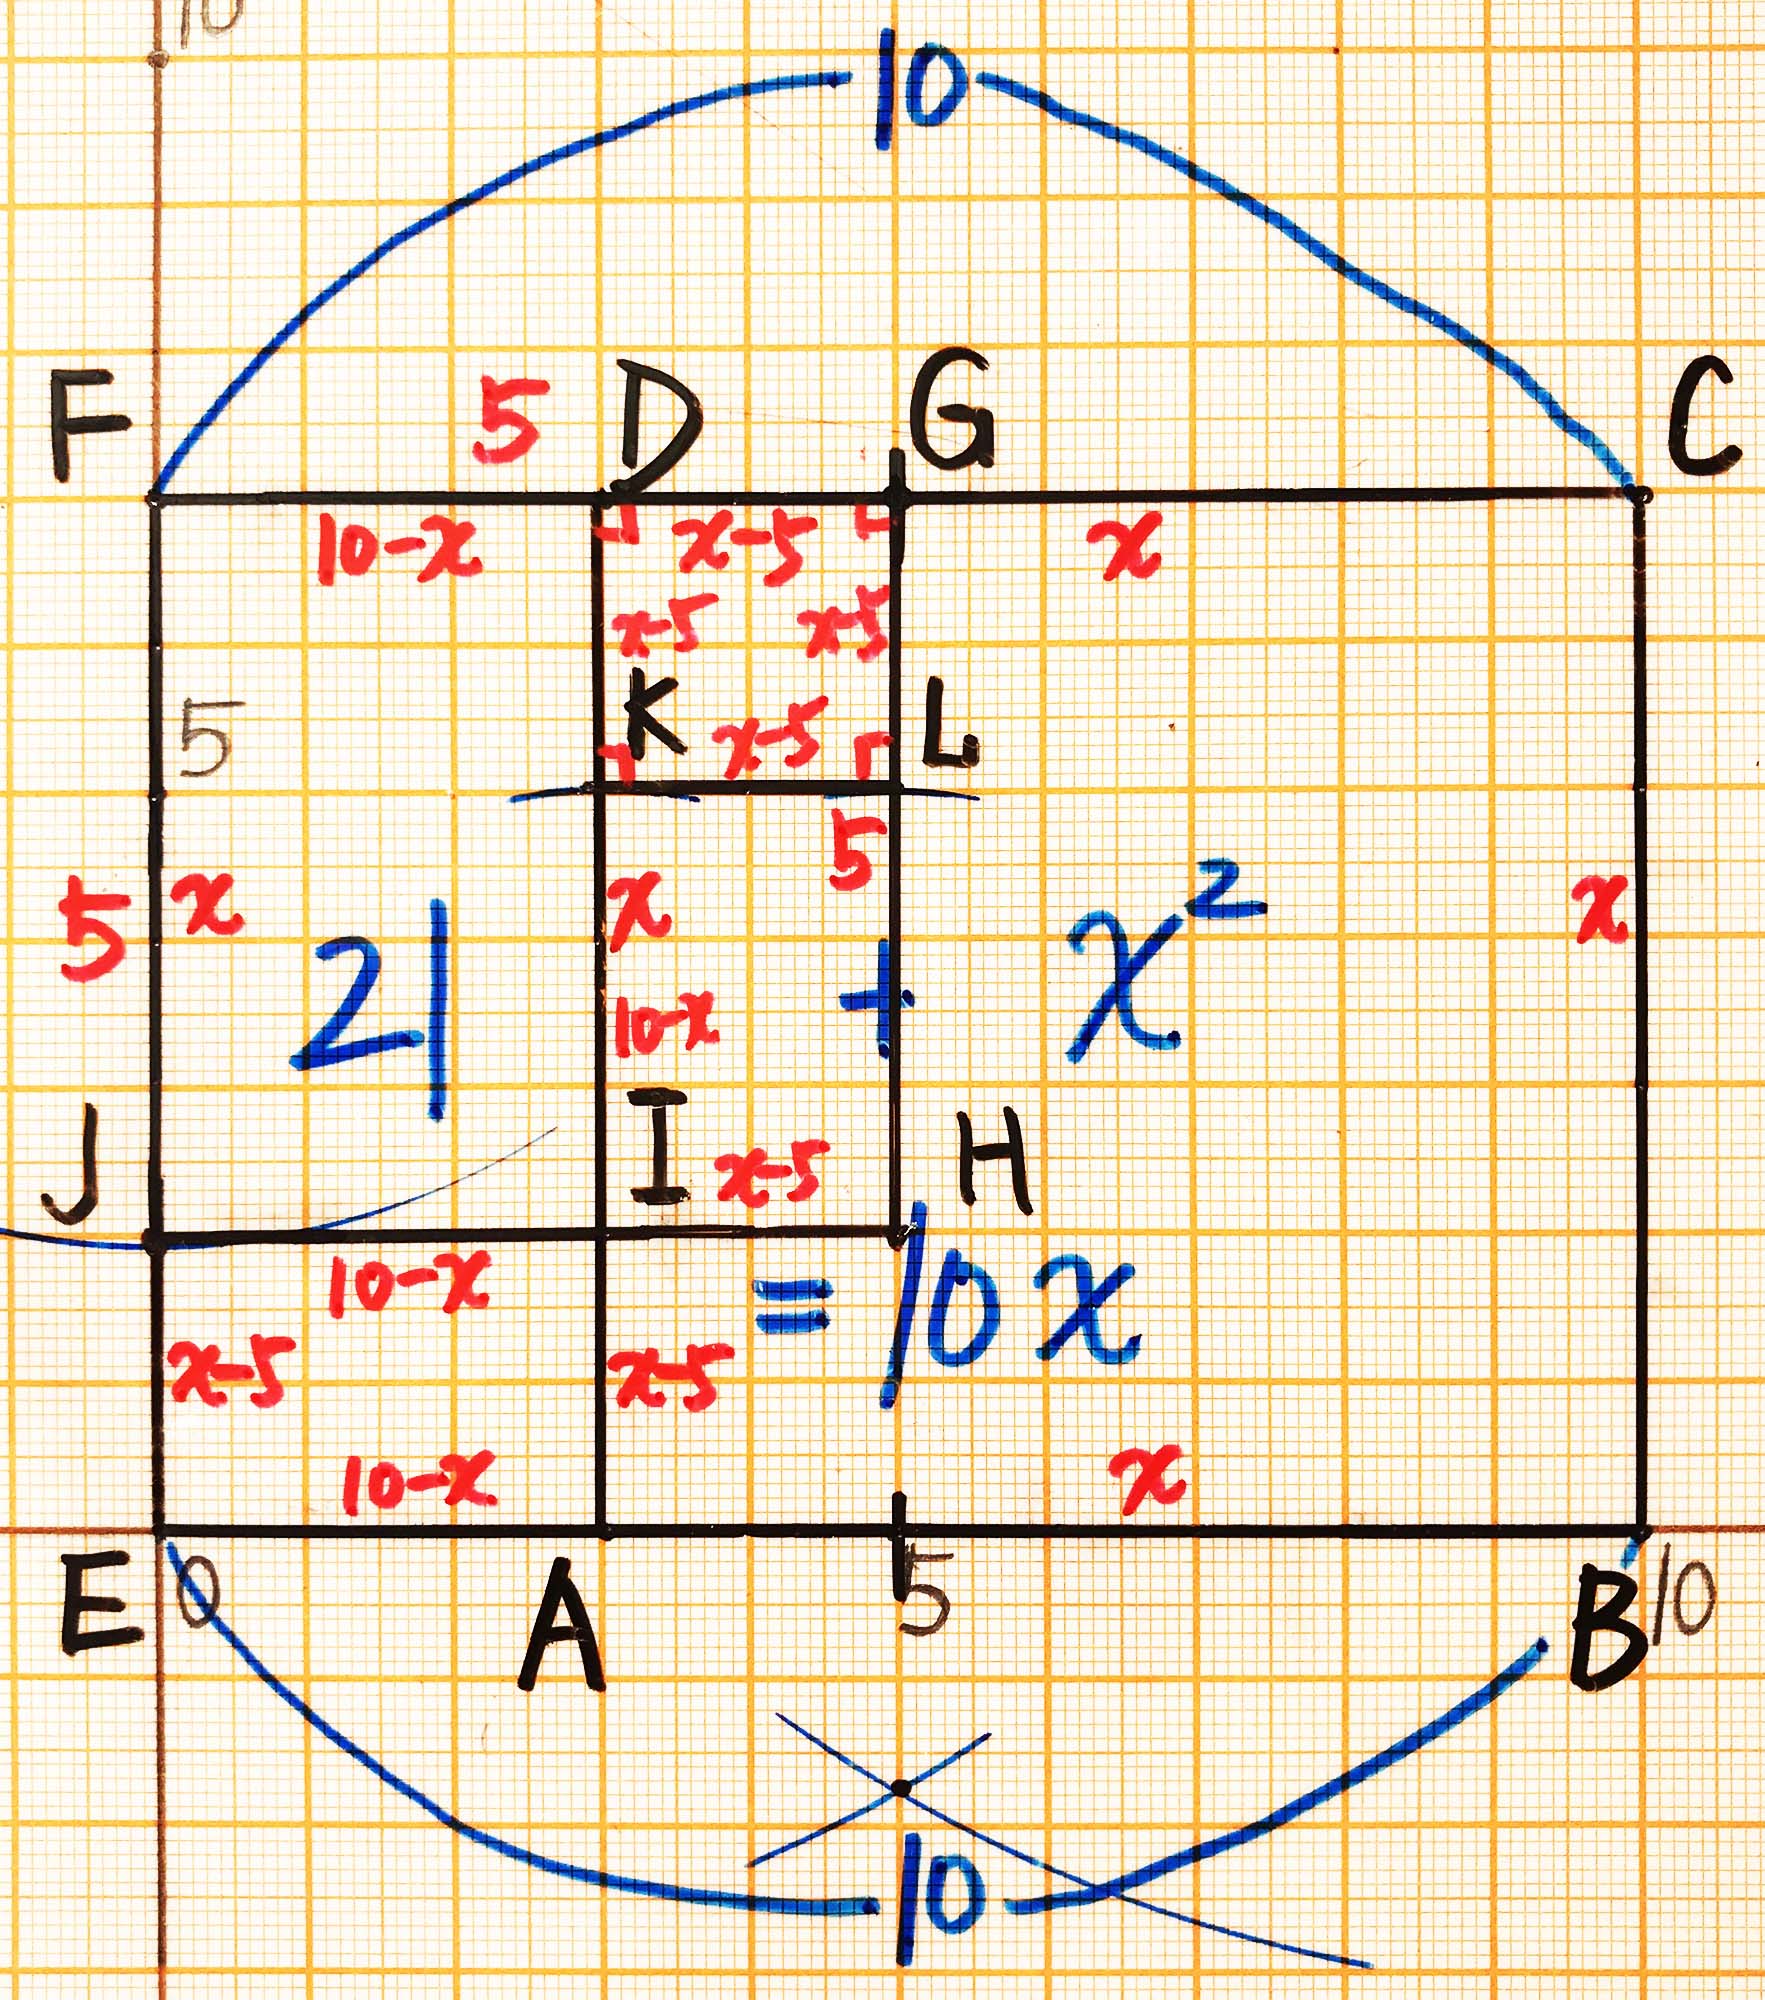 10
10
F 5 D G C
10-x x-5 x
x-5 x-5
5 K x-5 L
5
5 x x x
21 + x²
10-x
J I x-5 H
10-x = 10x
x-5 x-5
10-x x
E 0 A 5 B 10
10